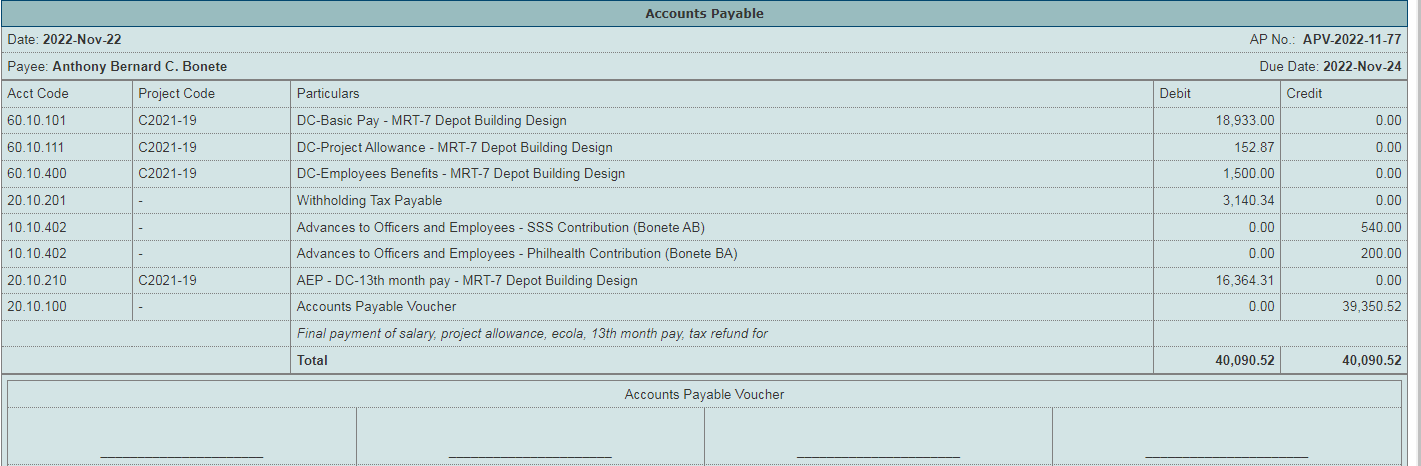 Accounts Payable
Date: 2022-Nov-22 AP No.: APV-2022-11-77
Payee: Anthony Bernard C. Bonete Due Date: 2022-Nov-24
Acct Code Project Code Particulars Debit Credit
60.10.101 C2021-19 DC-Basic Pay - MRT-7 Depot Building Design 18,933.00 0.00
60.10.111 C2021-19 DC-Project Allowance - MRT-7 Depot Building Design 152.87 0.00
60.10.400 C2021-19 DC-Employees Benefits - MRT-7 Depot Building Design 1,500.00 0.00
20.10.201 - Withholding Tax Payable 3,140.34 0.00
10.10.402 - Advances to Officers and Employees - SSS Contribution (Bonete AB) 0.00 540.00
10.10.402 - Advances to Officers and Employees - Philhealth Contribution (Bonete BA) 0.00 200.00
20.10.210 C2021-19 AEP - DC-13th month pay - MRT-7 Depot Building Design 16,364.31 0.00
20.10.100 - Accounts Payable Voucher 0.00 39,350.52
Final payment of salary, project allowance, ecola, 13th month pay, tax refund for
Total 40,090.52 40,090.52
Accounts Payable Voucher